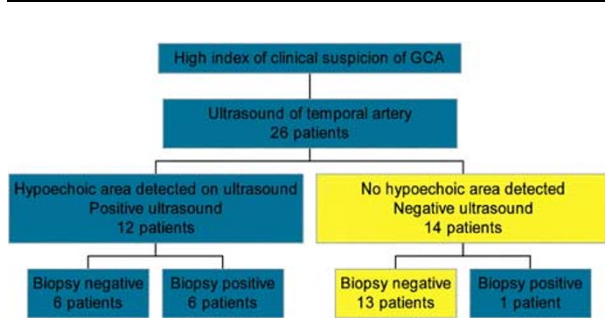 High index of clinical suspicion of GCA
Ultrasound of temporal artery
26 patients
Hypoechoic area detected on ultrasound
Positive ultrasound
12 patients
No hypoechoic area detected
Negative ultrasound
14 patients
Biopsy negative
6 patients
Biopsy positive
6 patients
Biopsy negative
13 patients
Biopsy positive
1 patient